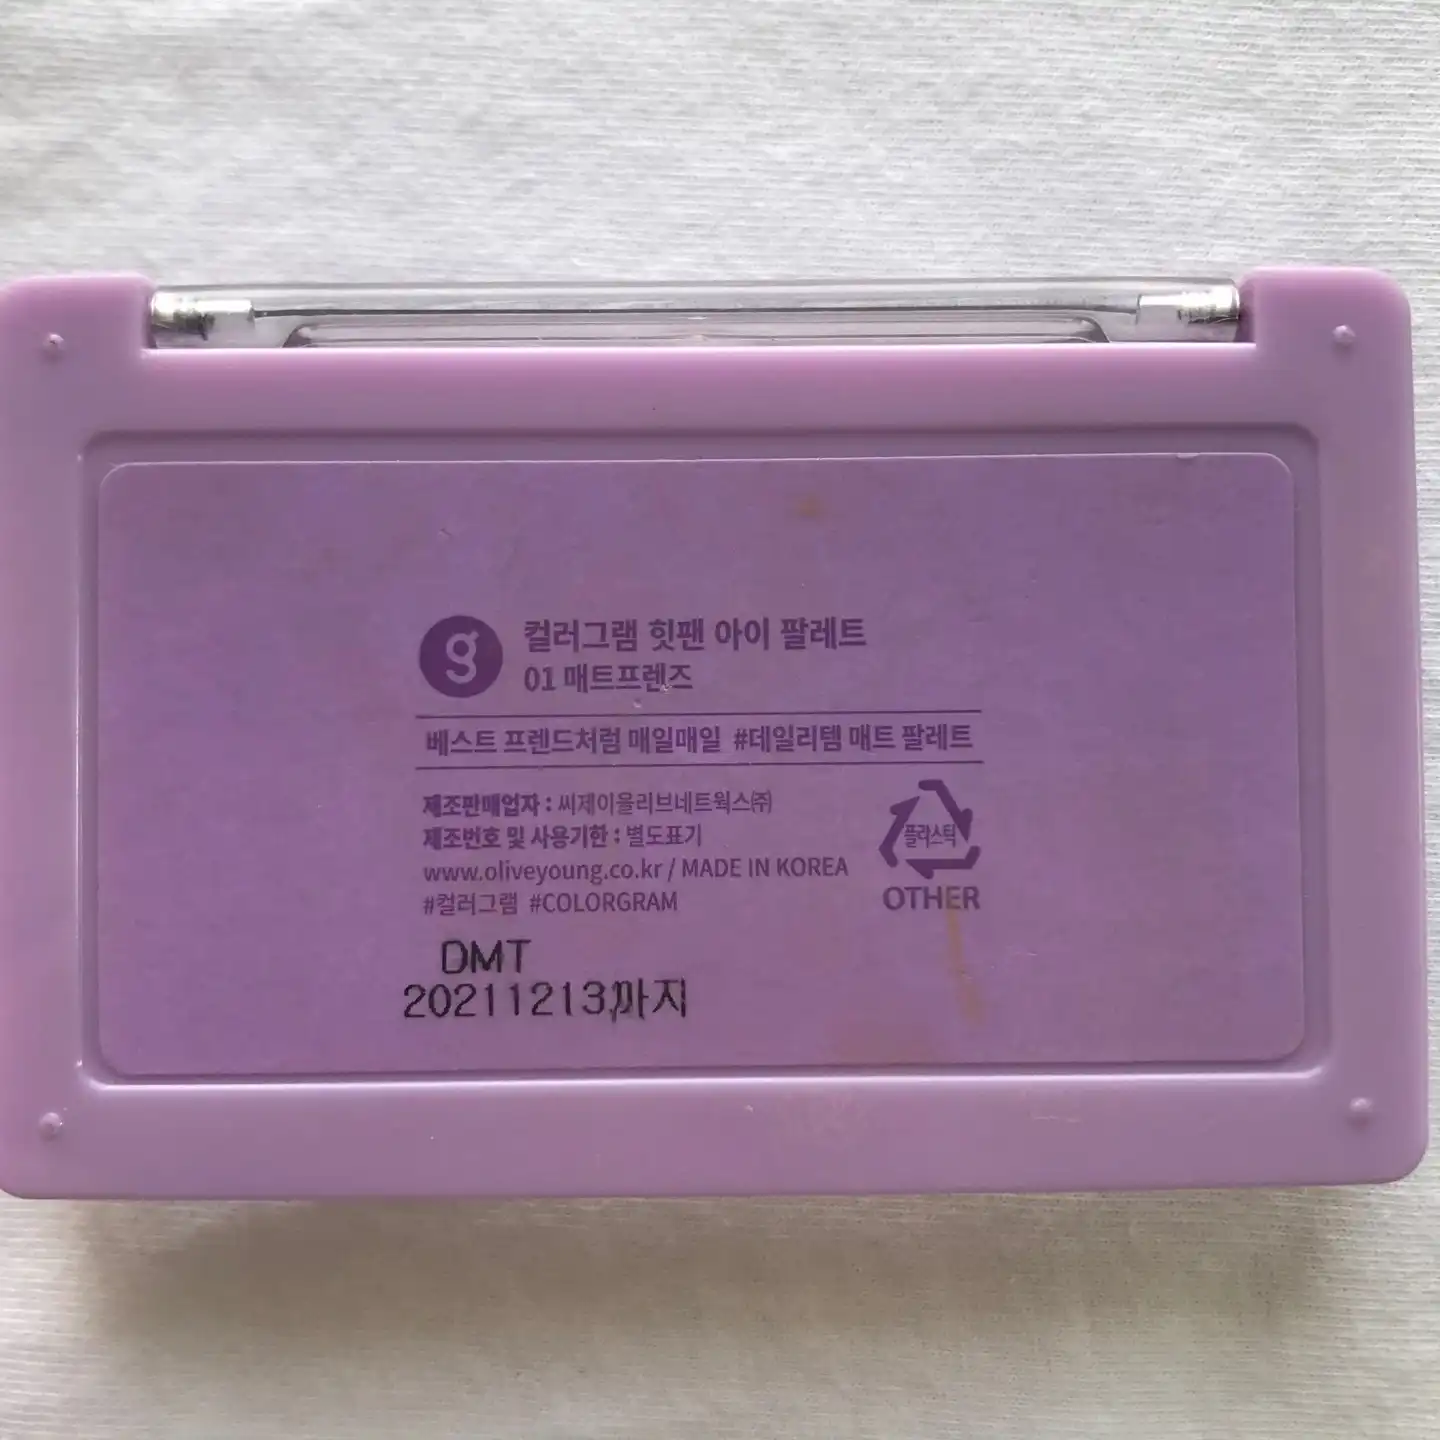 g 컬러그램 힛팬 아이 팔레트
01 매트프렌즈
베스트 프렌드처럼 매일매일 #데일리템 매트 팔레트
제조판매업자 : 씨제이올리브네트웍스㈜
제조번호 및 사용기한 : 별도표기
www.oliveyoung.co.kr / MADE IN KOREA
#컬러그램 #COLORGRAM
플라스틱
OTHER
DMT
20211213까지